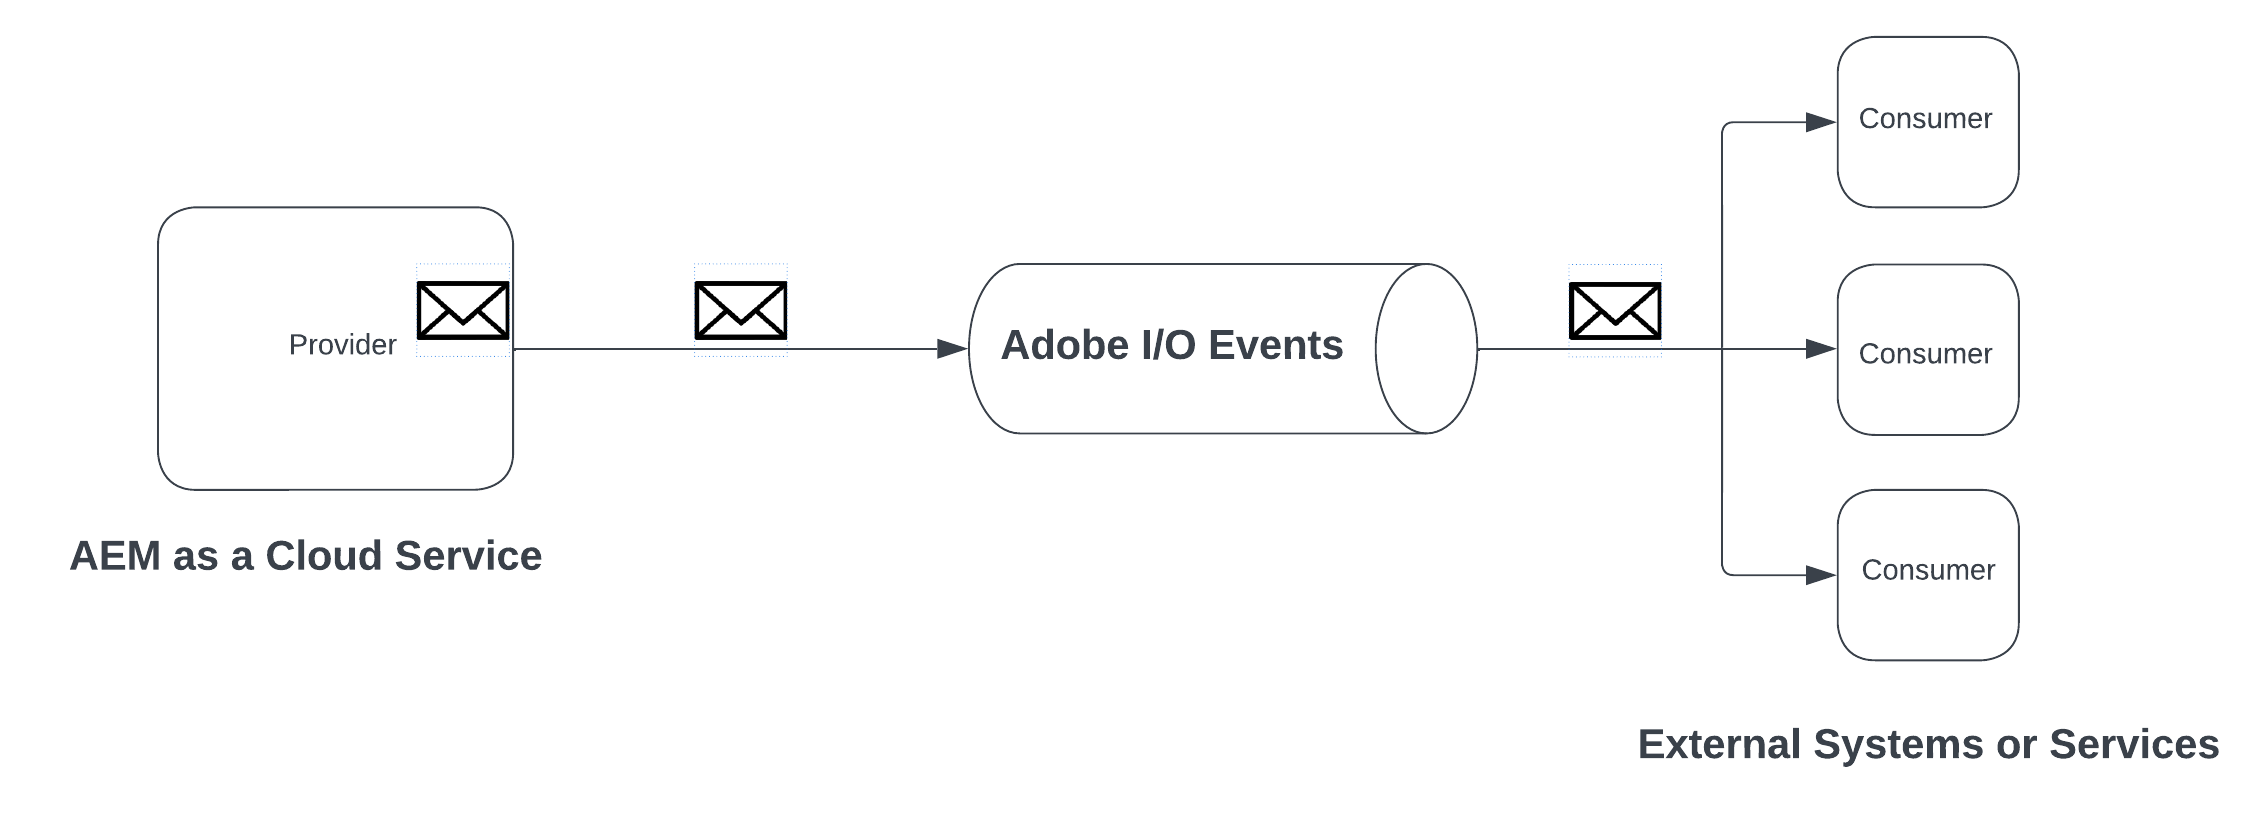 Provider
AEM as a Cloud Service
Adobe I/O Events
Consumer
Consumer
Consumer
External Systems or Services